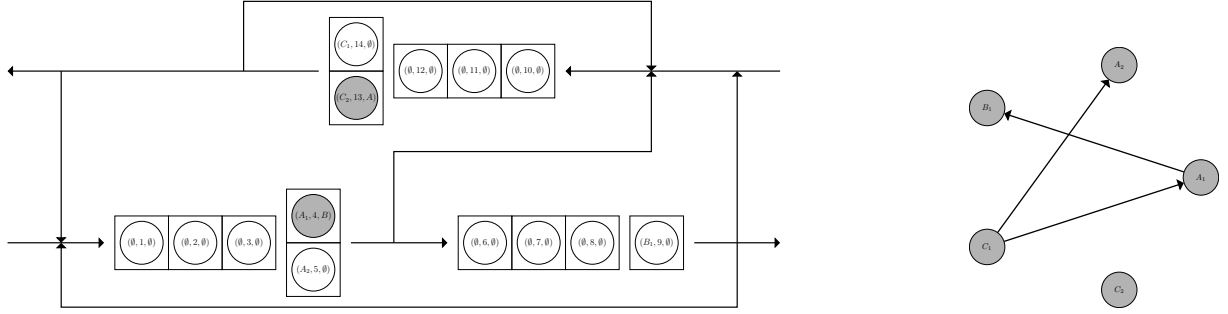 (C₁, 14, ∅)
(∅, 12, ∅) (∅, 11, ∅) (∅, 10, ∅)
(C₂, 13, A)
(A₁, 4, B)
(∅, 1, ∅) (∅, 2, ∅) (∅, 3, ∅)
(∅, 6, ∅) (∅, 7, ∅) (∅, 8, ∅) (B₁, 9, ∅)
(A₂, 5, ∅)
A₂
B₁
A₁
C₁
C₂